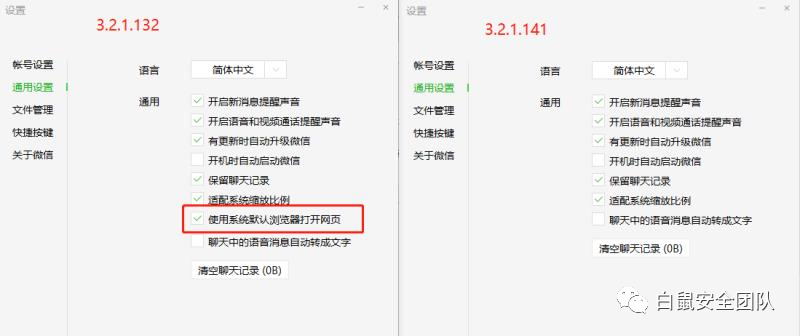 设置
3.2.1.132
帐号设置
通用设置
文件管理
快捷按键
关于微信
语言
简体中文
通用
开启新消息提醒声音
开启语音和视频通话提醒声音
有更新时自动升级微信
开机时自动启动微信
保留聊天记录
适配系统缩放比例
使用系统默认浏览器打开网页
聊天中的语音消息自动转成文字
清空聊天记录 (0B)
设置
3.2.1.141
帐号设置
通用设置
文件管理
快捷按键
关于微信
语言
简体中文
通用
开启新消息提醒声音
开启语音和视频通话提醒声音
有更新时自动升级微信
开机时自动启动微信
保留聊天记录
适配系统缩放比例
聊天中的语音消息自动转成文字
清空聊天记录 (0B)
白鼠安全团队